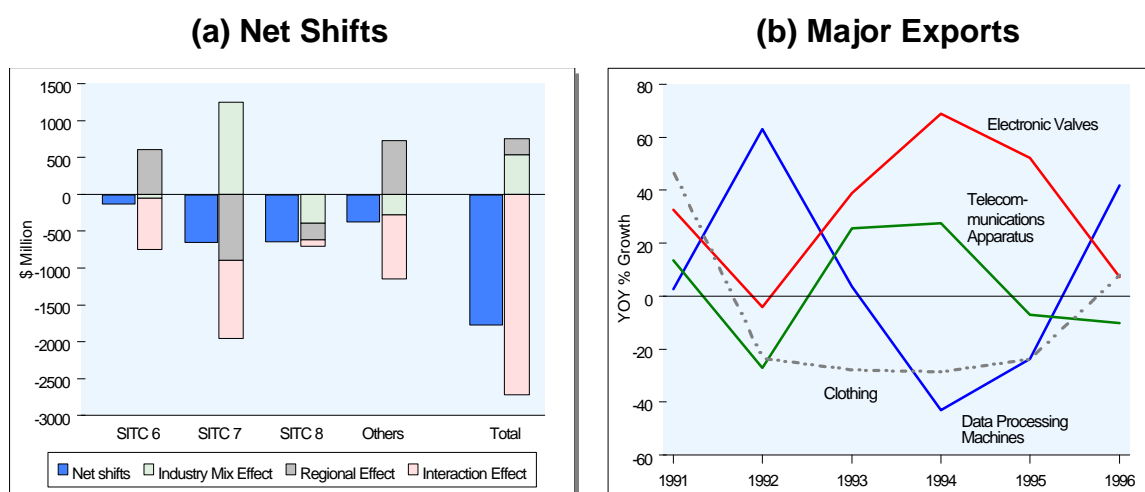 (a) Net Shifts
1500
1000
500
0
-500
-1000
-1500
-2000
-2500
-3000
$ Million
SITC 6
SITC 7
SITC 8
Others
Total
Net shifts
Industry Mix Effect
Regional Effect
Interaction Effect
(b) Major Exports
80
60
40
20
0
-20
-40
-60
YOY % Growth
Electronic Valves
Telecom-
munications
Apparatus
Clothing
Data Processing
Machines
1991
1992
1993
1994
1995
1996